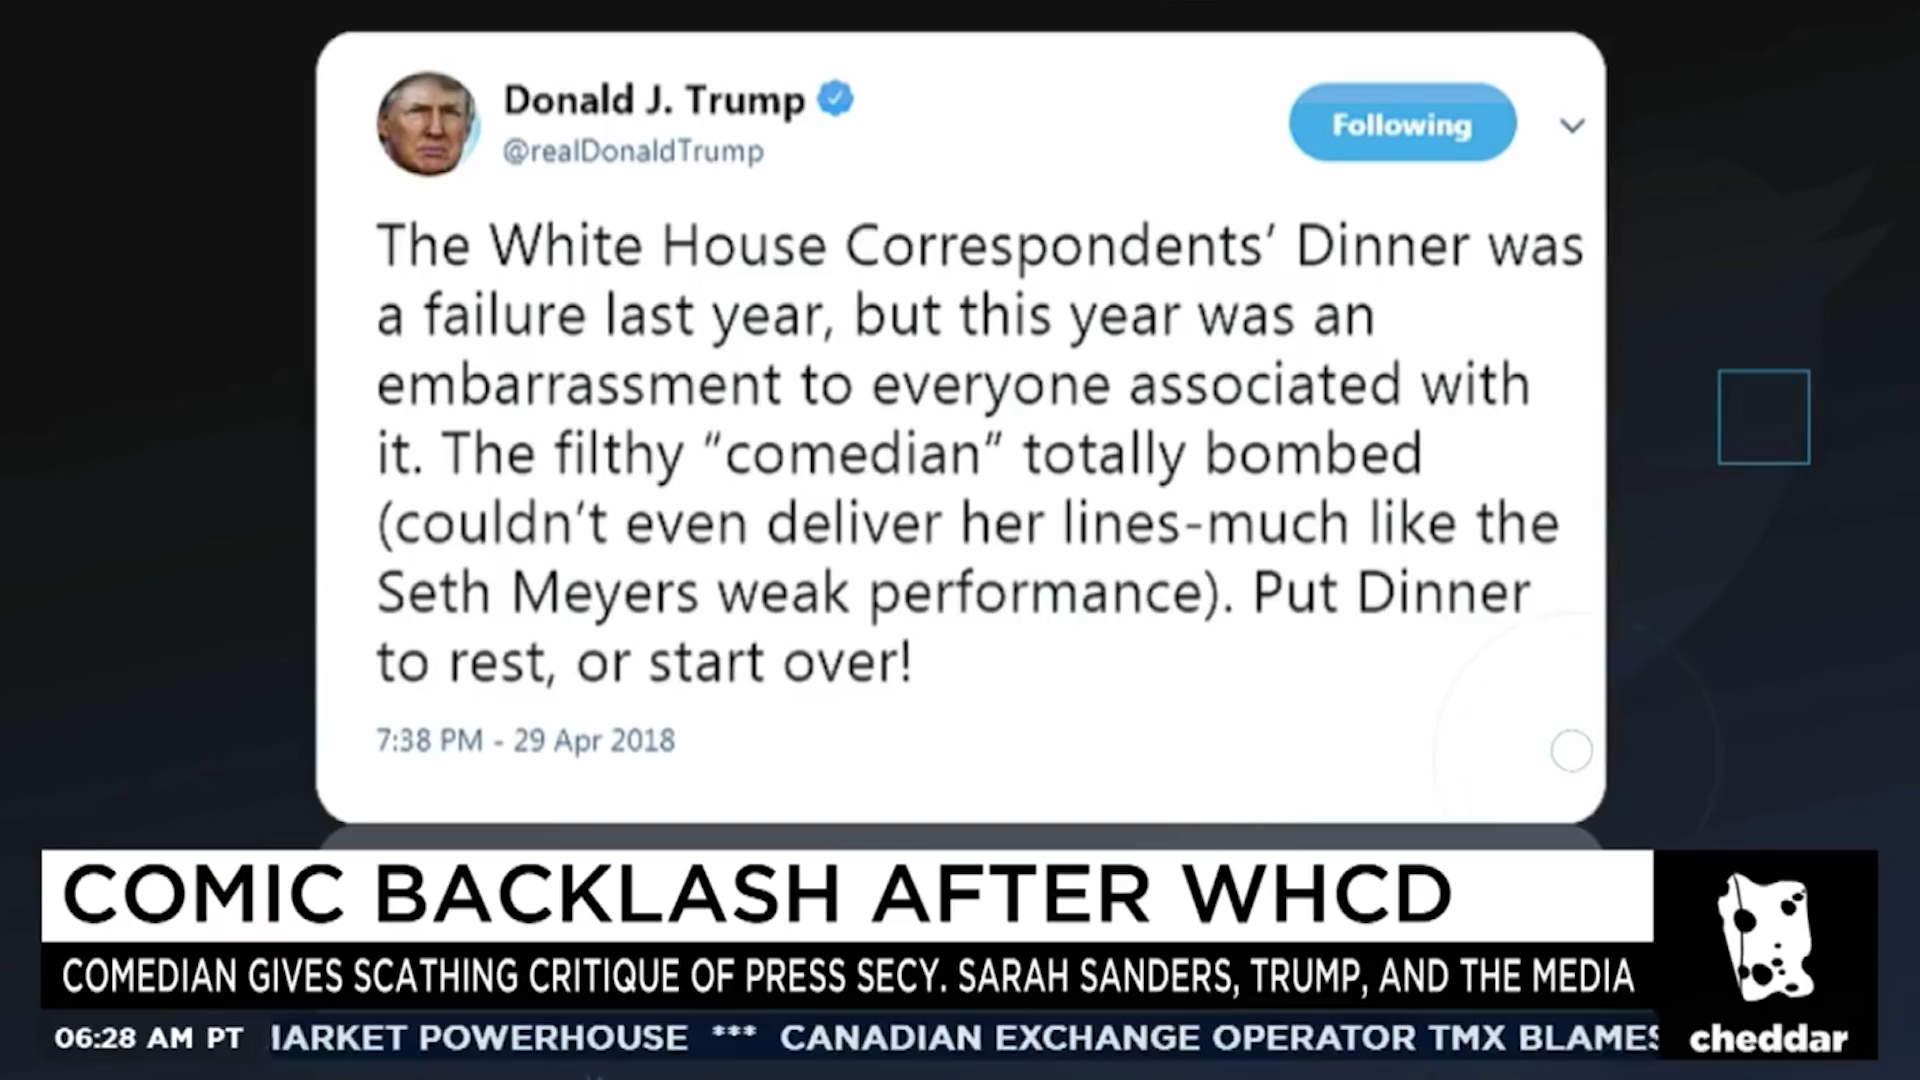 Donald J. Trump
@realDonaldTrump
Following
The White House Correspondents’ Dinner was
a failure last year, but this year was an
embarrassment to everyone associated with
it. The filthy “comedian” totally bombed
(couldn’t even deliver her lines-much like the
Seth Meyers weak performance). Put Dinner
to rest, or start over!
7:38 PM - 29 Apr 2018
COMIC BACKLASH AFTER WHCD
COMEDIAN GIVES SCATHING CRITIQUE OF PRESS SECY. SARAH SANDERS, TRUMP, AND THE MEDIA
06:28 AM PT IARKET POWERHOUSE *** CANADIAN EXCHANGE OPERATOR TMX BLAMES
cheddar